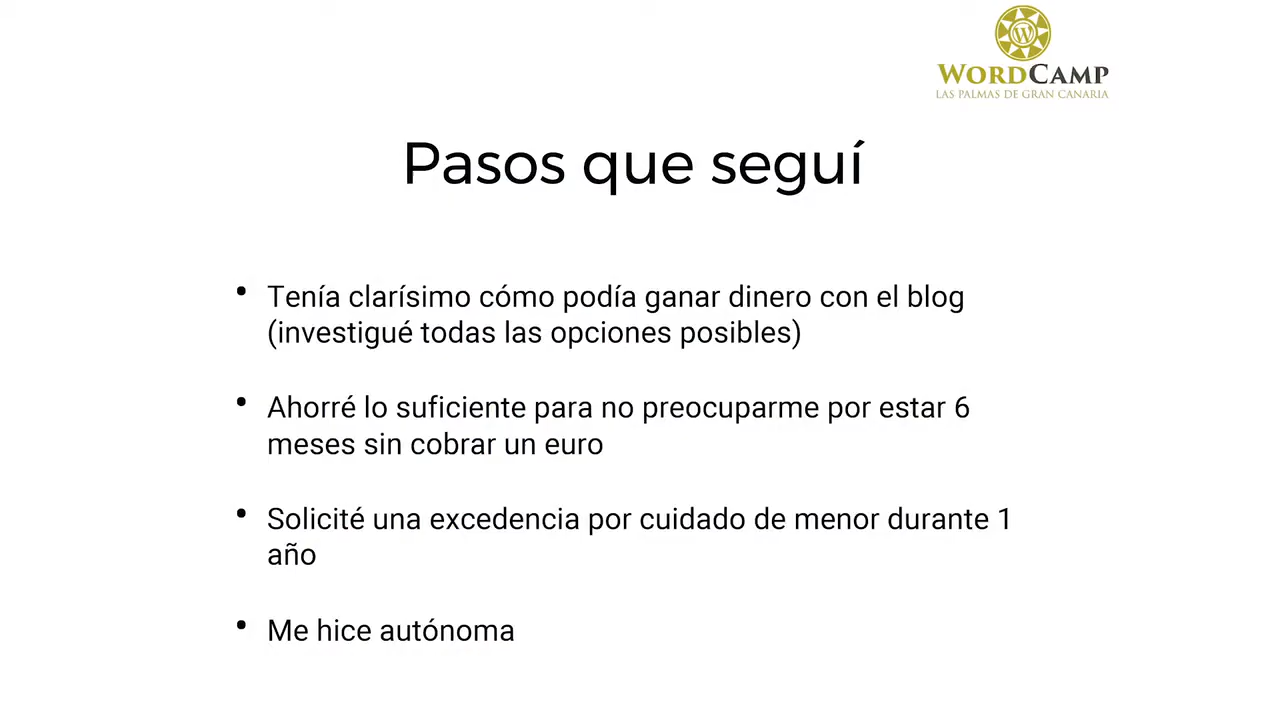 WORDCAMP
LAS PALMAS DE GRAN CANARIA
Pasos que seguí
• Tenía clarísimo cómo podía ganar dinero con el blog
(investigué todas las opciones posibles)
• Ahorré lo suficiente para no preocuparme por estar 6
meses sin cobrar un euro
• Solicité una excedencia por cuidado de menor durante 1
año
• Me hice autónoma